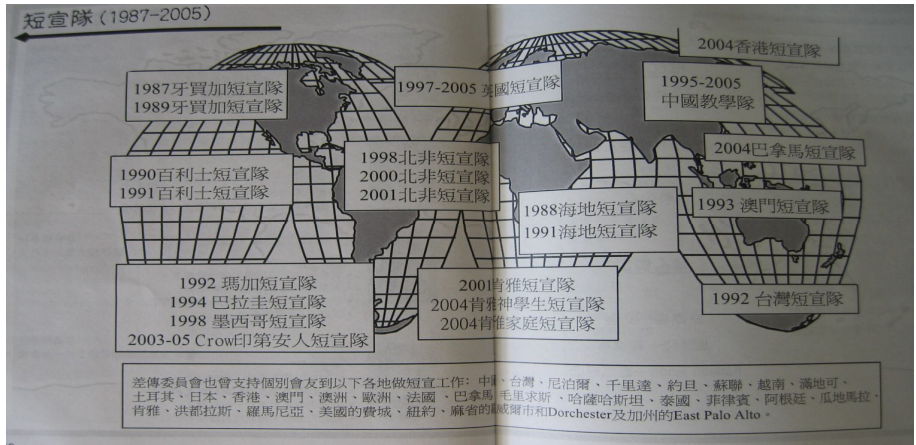 短宣隊 (1987-2005)
2004香港短宣隊
1987牙買加短宣隊
1989牙買加短宣隊
1997-2005 英國短宣隊
1995-2005
中國教學隊
1990百利士短宣隊
1991百利士短宣隊
1998北非短宣隊
2000北非短宣隊
2001北非短宣隊
2004巴拿馬短宣隊
1988海地短宣隊
1991海地短宣隊
1993 澳門短宣隊
1992 瑪加短宣隊
1994 巴拉圭短宣隊
1998 墨西哥短宣隊
2003-05 Crow印第安人短宣隊
2001肯雅短宣隊
2004肯雅神學生短宣隊
2004肯雅家庭短宣隊
1992 台灣短宣隊
差傳委員會也曾支持個別會友到以下各地做短宣工作：中國、台灣、尼泊爾、千里達、約旦、蘇聯、越南、滿地可、
土耳其、日本、香港、澳門、澳洲、歐洲、法國、巴拿馬、毛里求斯、哈薩哈斯坦、泰國、菲律賓、阿根廷、瓜地馬拉、
肯雅、洪都拉斯、羅馬尼亞、美國的費城、紐約、麻省的威爾市和Dorchester及加州的East Palo Alto。